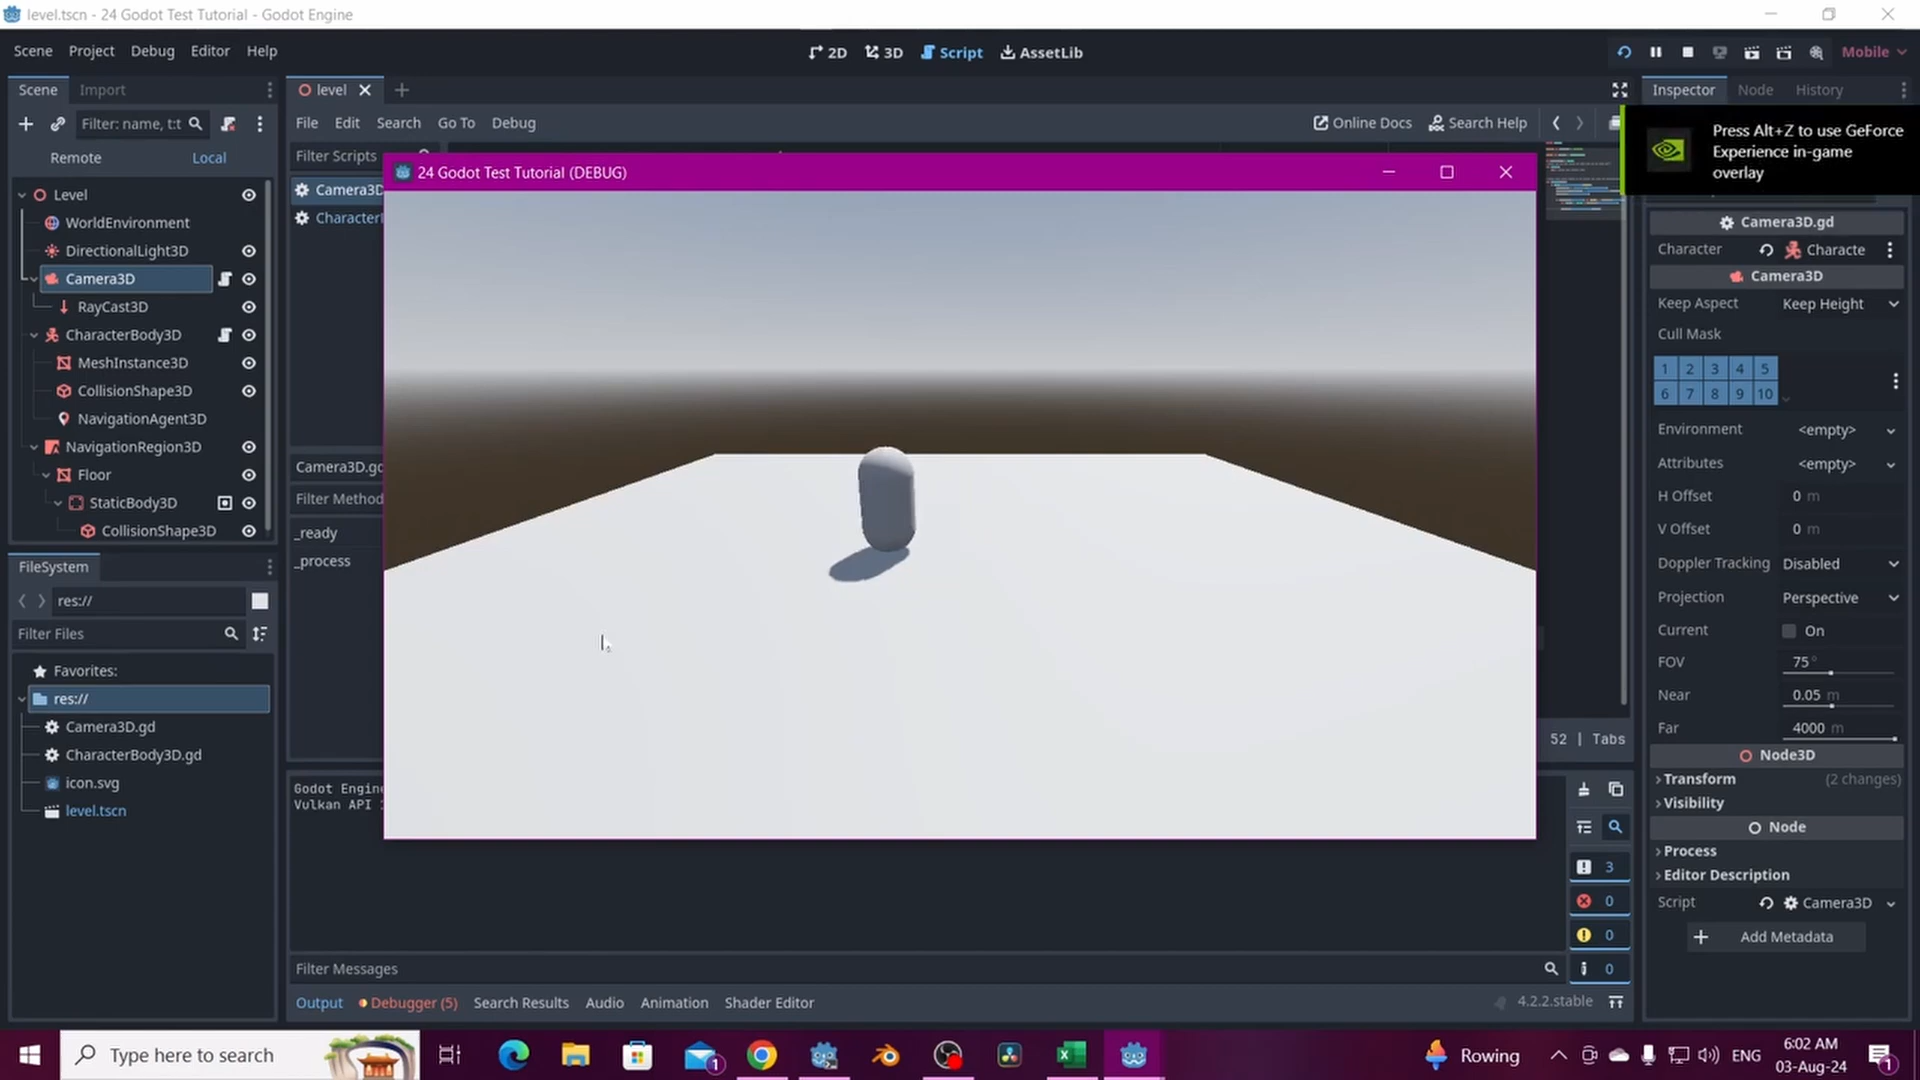 level.tscn - 24 Godot Test Tutorial - Godot Engine
Scene Project Debug Editor Help
2D 3D Script AssetLib
Mobile
Scene Import
level
Inspector Node History
Filter: name, t:t
File Edit Search Go To Debug
Online Docs Search Help
Press Alt+Z to use GeForce
Experience in-game
overlay
Remote Local
Filter Scripts
24 Godot Test Tutorial (DEBUG)
Level
WorldEnvironment
DirectionalLight3D
Camera3D
RayCast3D
CharacterBody3D
MeshInstance3D
CollisionShape3D
NavigationAgent3D
NavigationRegion3D
Floor
StaticBody3D
CollisionShape3D
Camera3D
Character
Camera3D.gd
Filter Method
_ready
_process
Camera3D.gd
Character Characte
Camera3D
Keep Aspect Keep Height
Cull Mask
1 2 3 4 5
6 7 8 9 10
Environment <empty>
Attributes <empty>
H Offset 0 m
V Offset 0 m
Doppler Tracking Disabled
Projection Perspective
Current On
FOV 75 °
Near 0.05 m
Far 4000 m
Node3D
Transform (2 changes)
Visibility
Node
Process
Editor Description
Script Camera3D
Add Metadata
FileSystem
res://
Filter Files
Favorites:
res://
Camera3D.gd
CharacterBody3D.gd
icon.svg
level.tscn
52 | Tabs
Godot Engine
Vulkan API
3
0
0
0
Filter Messages
Output Debugger (5) Search Results Audio Animation Shader Editor
4.2.2.stable
Type here to search
1
Rowing
ENG
6:02 AM
03-Aug-24
1